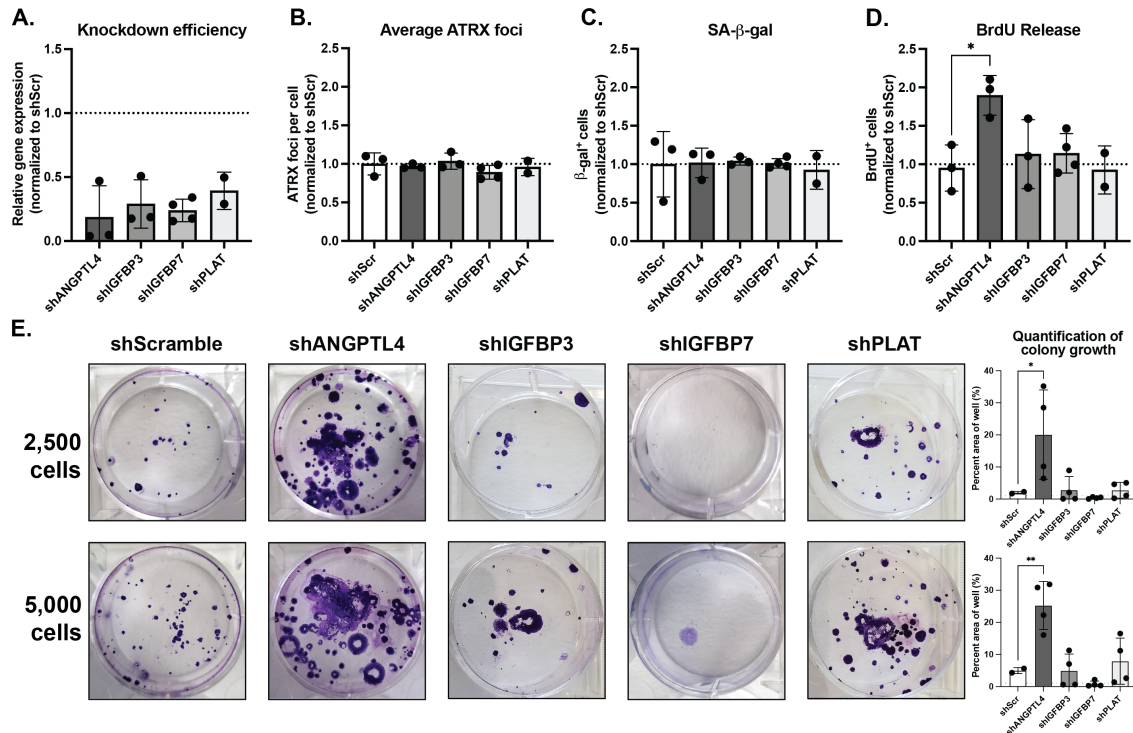 A.
Knockdown efficiency
Relative gene expression
(normalized to shScr)
1.5
1.0
0.5
0.0
shANGPTL4
shIGFBP3
shIGFBP7
shPLAT
B.
Average ATRX foci
ATRX foci per cell
(normalized to shScr)
2.5
2.0
1.5
1.0
0.5
0.0
shScr
shANGPTL4
shIGFBP3
shIGFBP7
shPLAT
C.
SA-β-gal
β-gal⁺ cells
(normalized to shScr)
2.5
2.0
1.5
1.0
0.5
0.0
shScr
shANGPTL4
shIGFBP3
shIGFBP7
shPLAT
D.
BrdU Release
BrdU⁺ cells
(normalized to shScr)
2.5
2.0
1.5
1.0
0.5
0.0
*
shScr
shANGPTL4
shIGFBP3
shIGFBP7
shPLAT
E.
shScramble
shANGPTL4
shIGFBP3
shIGFBP7
shPLAT
2,500
cells
5,000
cells
Quantification of
colony growth
Percent area of well (%)
40
30
20
10
0
*
shScr
shANGPTL4
shIGFBP3
shIGFBP7
shPLAT
Percent area of well (%)
40
30
20
10
0
**
shScr
shANGPTL4
shIGFBP3
shIGFBP7
shPLAT